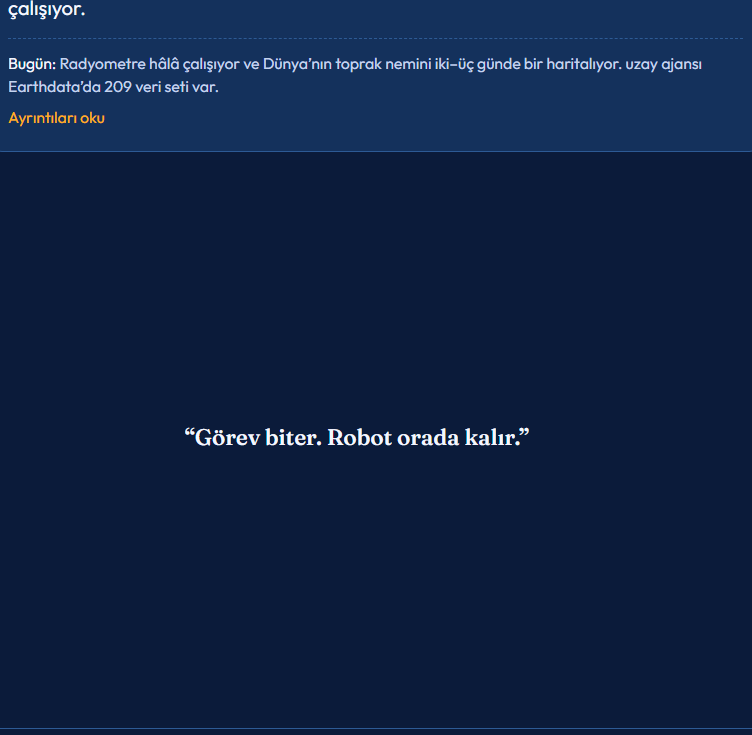 çalışıyor.
Bugün: Radyometre hâlâ çalışıyor ve Dünya’nın toprak nemini iki–üç günde bir haritalıyor. uzay ajansı
Earthdata’da 209 veri seti var.
Ayrıntıları oku
“Görev biter. Robot orada kalır.”